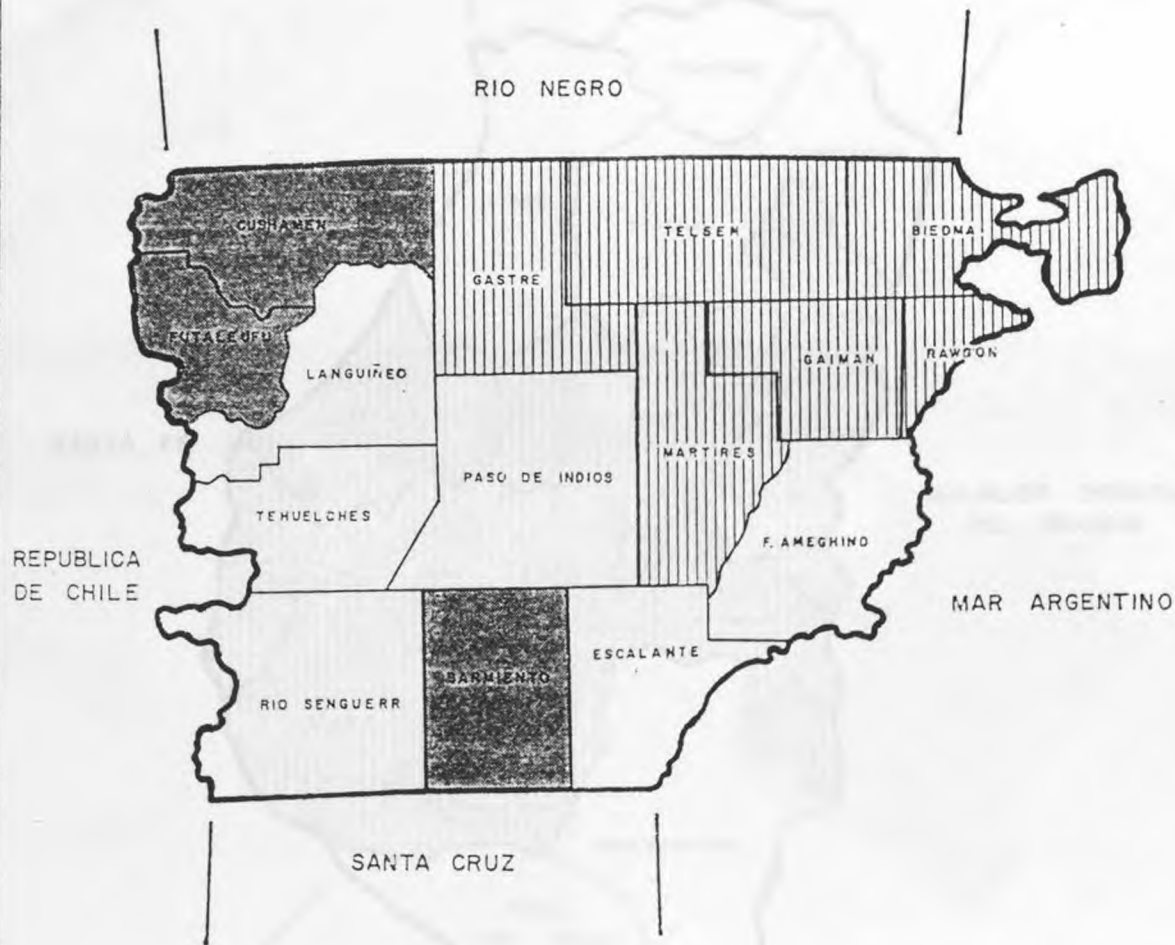 RIO NEGRO
CUSHAMEN
TELSEN
BIEDMA
GASTRE
FUTALEUFU
LANGUIÑEO
GAIMAN
RAWSON
MARTIRES
PASO DE INDIOS
TEHUELCHES
F. AMEGHINO
REPUBLICA
DE CHILE
MAR ARGENTINO
ESCALANTE
SARMIENTO
RIO SENGUERR
SANTA CRUZ